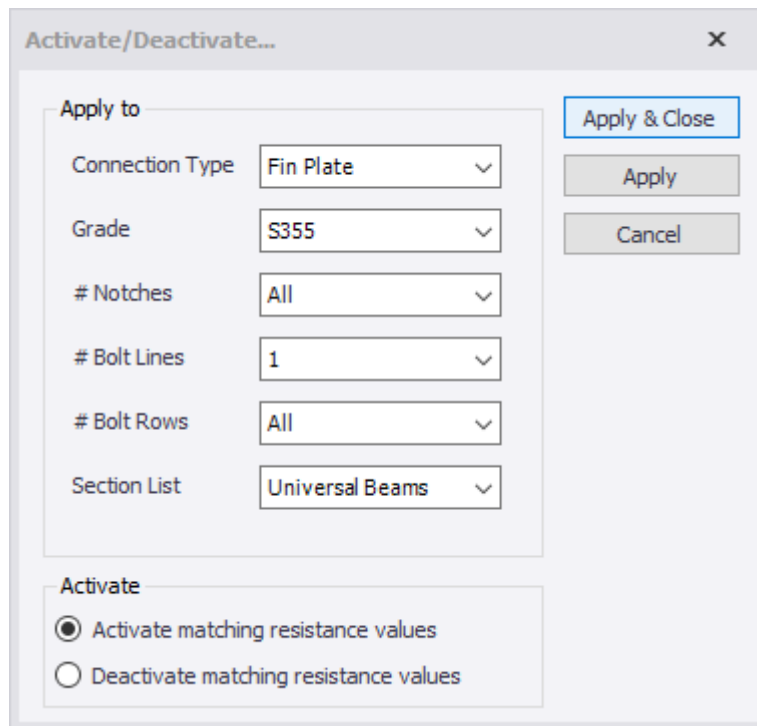 Activate/Deactivate...
Apply to
Connection Type Fin Plate
Grade S355
# Notches All
# Bolt Lines 1
# Bolt Rows All
Section List Universal Beams
Apply & Close
Apply
Cancel
Activate
Activate matching resistance values
Deactivate matching resistance values